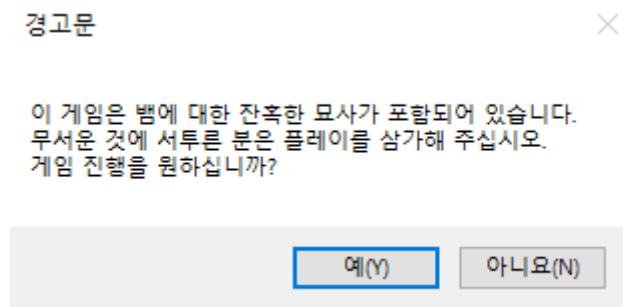 경고문
이 게임은 뱀에 대한 잔혹한 묘사가 포함되어 있습니다.
무서운 것에 서투른 분은 플레이를 삼가해 주십시오.
게임 진행을 원하십니까?
예(Y)
아니요(N)